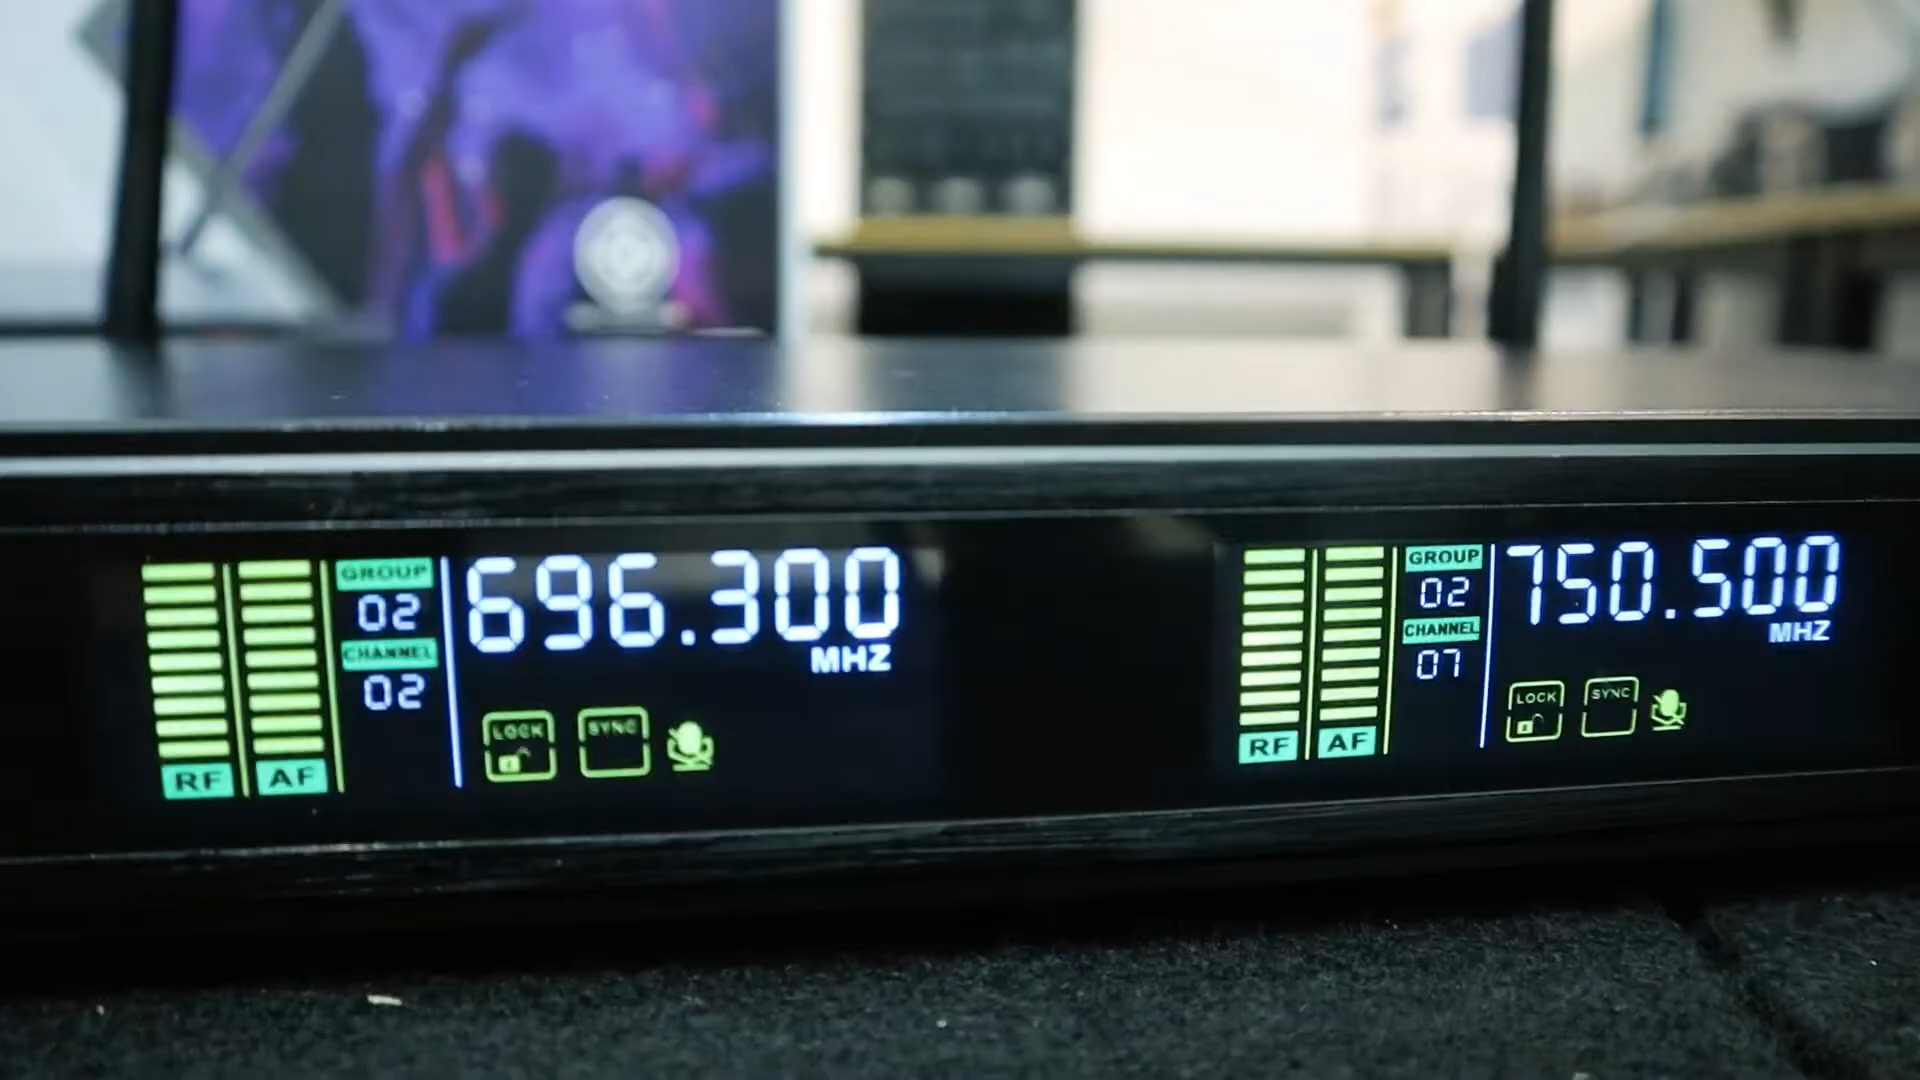 GROUP
02
CHANNEL
02
RF AF
696.300
MHZ
LOCK SYNC
GROUP
02
CHANNEL
07
RF AF
750.500
MHZ
LOCK SYNC